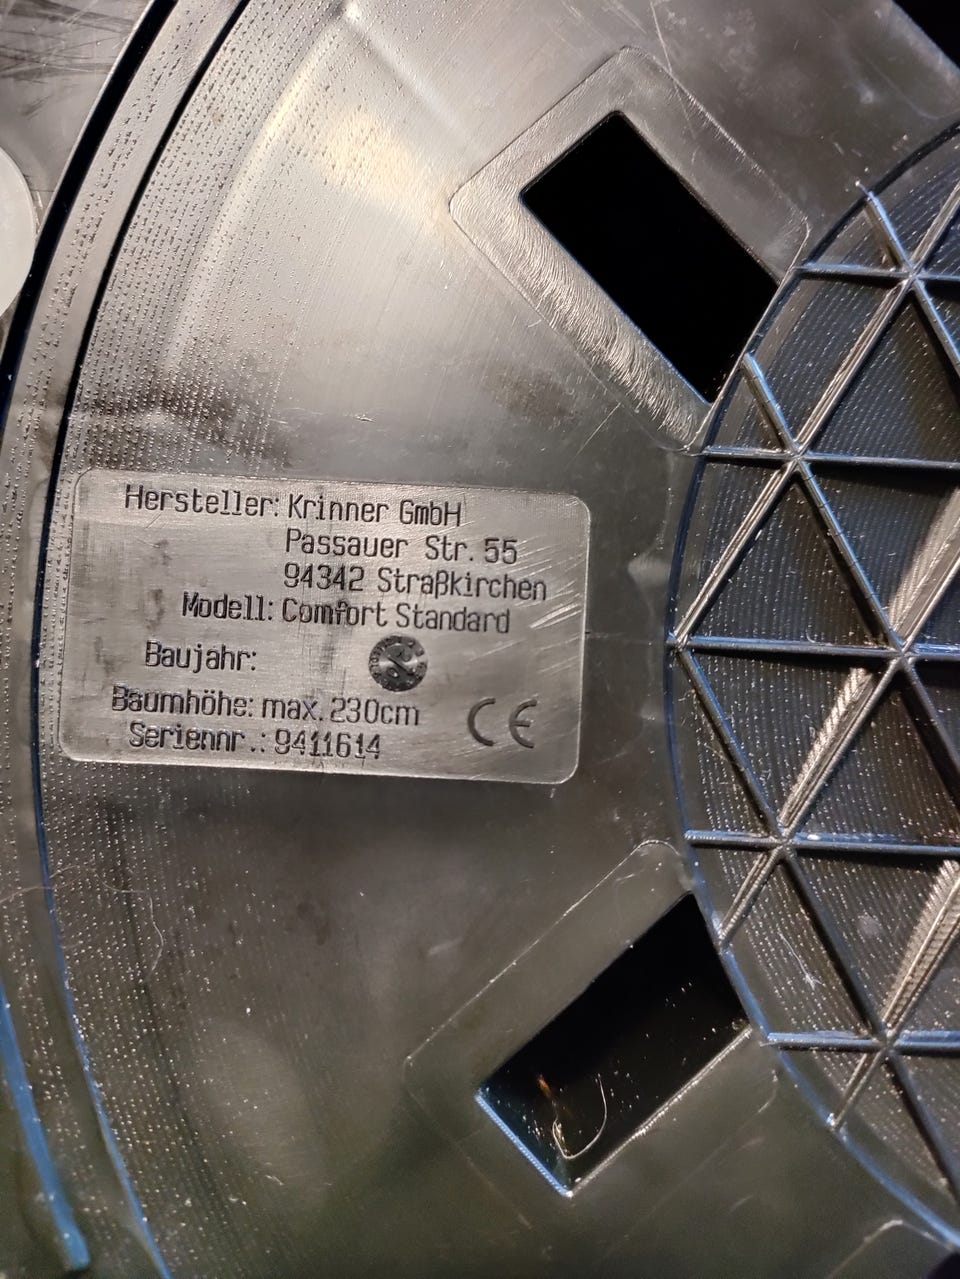 Hersteller: Krinner GmbH
Passauer Str. 55
94342 Straßkirchen
Modell: Comfort Standard
Baujahr:
Baumhöhe: max. 230cm
Seriennr.: 9411614
CE